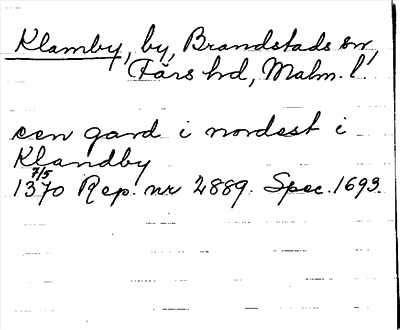 Klamby, by, Brandstads sn,
Färs hd, Malm. l.
een gard i nordest i
Klandby
1370 7/5 Rep. nr 2889. Spec. 1693.